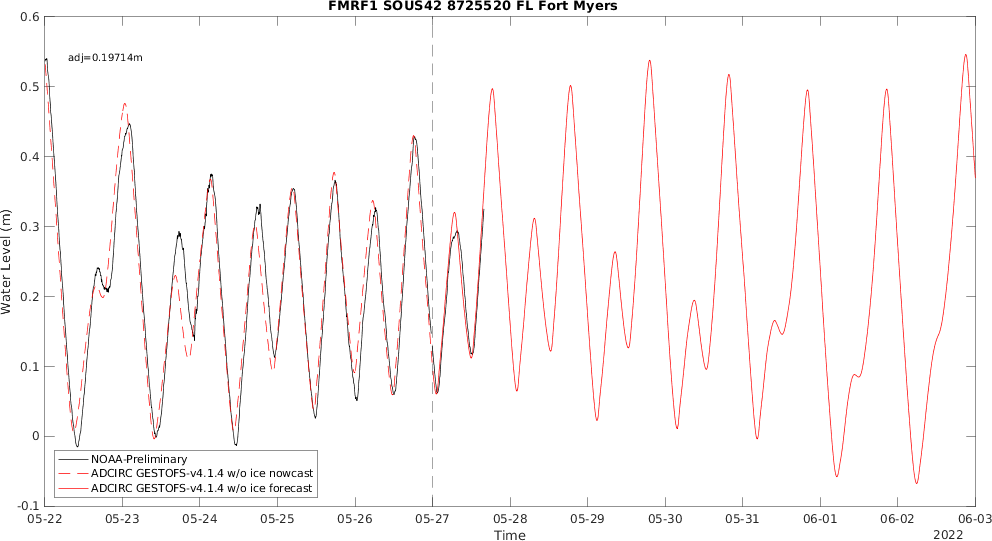 FMRF1 SOUS42 8725520 FL Fort Myers
adj=0.19714m
0.6
0.5
0.4
0.3
0.2
0.1
0
-0.1
Water Level (m)
NOAA-Preliminary
ADCIRC GESTOFS-v4.1.4 w/o ice nowcast
ADCIRC GESTOFS-v4.1.4 w/o ice forecast
05-22 05-23 05-24 05-25 05-26 05-27 05-28 05-29 05-30 05-31 06-01 06-02 06-03
Time
2022